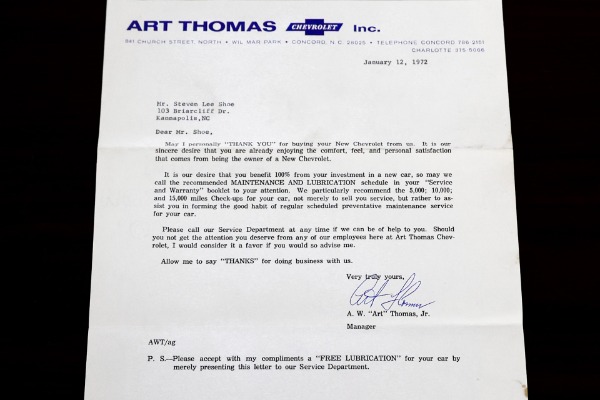 ART THOMAS CHEVROLET Inc.
CHURCH STREET, NORTH • WIL MAR PARK • CONCORD, N. C. 28025 • TELEPHONE CONCORD
CHARLOTTE
January 12, 1972
Mr. Steven Lee Shoe
103 Briarcliff Dr.
Kannapolis,NC
Dear Mr. Shoe,
May I personally "THANK YOU" for buying your New Chevrolet from us. It is our
sincere desire that you are already enjoying the comfort, feel, and personal satisfaction
that comes from being the owner of a New Chevrolet.
It is our desire that you benefit 100% from your investment in a new car, so may we
call the recommended MAINTENANCE AND LUBRICATION schedule in your "Service
and Warranty" booklet to your attention. We particularly recommend the 5,000; 10,000;
and 15,000 miles Check-ups for your car, not merely to sell you service, but rather to as-
sist you in forming the good habit of regular scheduled preventative maintenance service
for your car.
Please call our Service Department at any time if we can be of help to you. Should
you not get the attention you deserve from any of our employees here at Art Thomas Chev-
rolet, I would consider it a favor if you would so advise me.
Allow me to say "THANKS" for doing business with us.
Very truly yours,
Art Thomas
A. W. "Art" Thomas, Jr.
Manager
AWT/ag
P. S.—Please accept with my compliments a "FREE LUBRICATION" for your car by
merely presenting this letter to our Service Department.